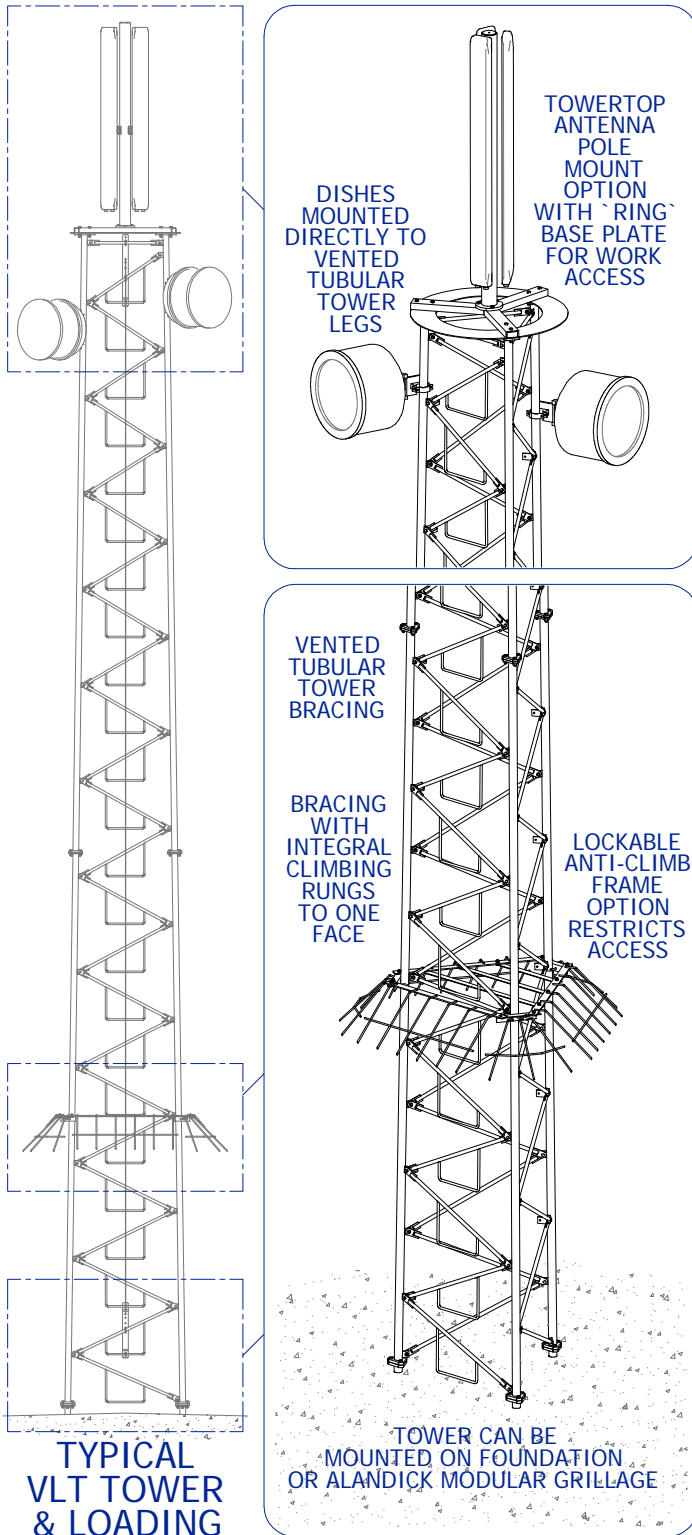 DISHES
MOUNTED
DIRECTLY TO
VENTED
TUBULAR
TOWER
LEGS
TOWERTOP
ANTENNA
POLE
MOUNT
OPTION
WITH `RING`
BASE PLATE
FOR WORK
ACCESS
VENTED
TUBULAR
TOWER
BRACING
BRACING
WITH
INTEGRAL
CLIMBING
RUNGS
TO ONE
FACE
LOCKABLE
ANTI-CLIMB
FRAME
OPTION
RESTRICTS
ACCESS
TOWER CAN BE
MOUNTED ON FOUNDATION
OR ALANDICK MODULAR GRILLAGE
TYPICAL
VLT TOWER
& LOADING